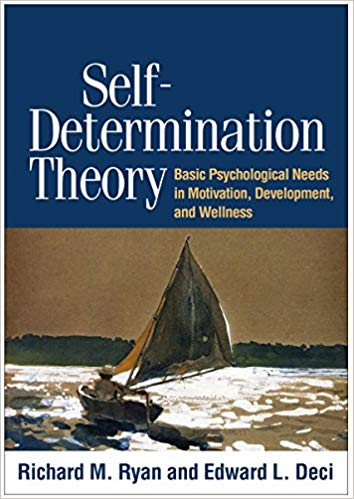 Self-
Determination
Theory
Basic Psychological Needs
in Motivation, Development,
and Wellness
Richard M. Ryan and Edward L. Deci